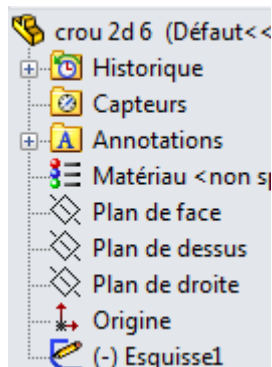 crou 2d 6 (Défaut<<
Historique
Capteurs
A Annotations
Matériau <non sp
Plan de face
Plan de dessus
Plan de droite
Origine
(-) Esquisse1